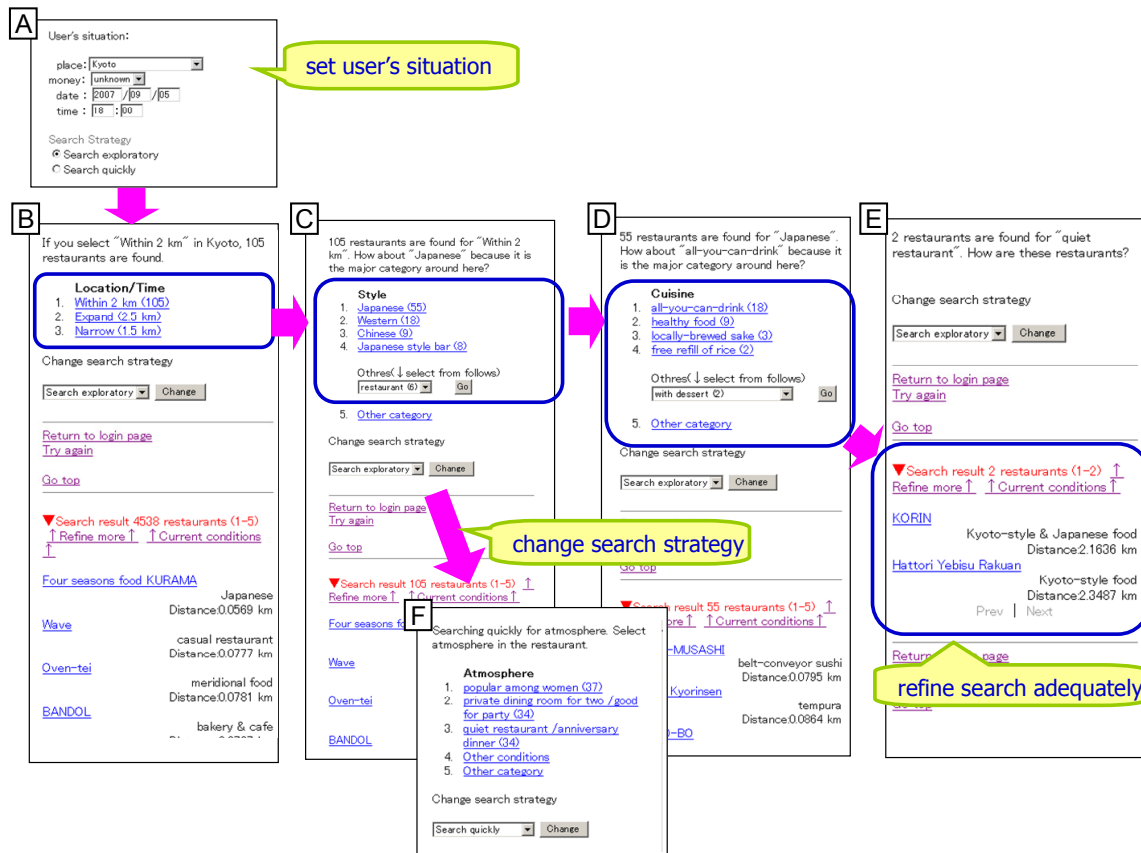 A
User's situation:
place: Kyoto
money: unknown
date : 2007 /09 /05
time : 18 :00
Search Strategy
Search exploratory
Search quickly
set user's situation
B
If you select "Within 2 km" in Kyoto, 105
restaurants are found.
Location/Time
1. Within 2 km (105)
2. Expand (2.5 km)
3. Narrow (1.5 km)
Change search strategy
Search exploratory Change
Return to login page
Try again
Go top
▼Search result 4538 restaurants (1-5)
↑Refine more↑ ↑Current conditions
↑
Four seasons food KURAMA
Japanese
Distance:0.0569 km
Wave
casual restaurant
Distance:0.0777 km
Oven-tei
meridional food
Distance:0.0781 km
BANDOL
bakery & cafe
C
105 restaurants are found for "Within 2
km". How about "Japanese" because it
is the major category around here?
Style
1. Japanese (55)
2. Western (18)
3. Chinese (9)
4. Japanese style bar (8)
Othres(↓select from follows)
restaurant (6) Go
5. Other category
Change search strategy
Search exploratory Change
Return to login page
Try again
Go top
▼Search result 105 restaurants (1-5) ↑
Refine more↑ ↑Current conditions↑
Four seasons fo
Wave
Oven-tei
BANDOL
change search strategy
D
55 restaurants are found for "Japanese".
How about "all-you-can-drink" because it
is the major category around here?
Cuisine
1. all-you-can-drink (18)
2. healthy food (9)
3. locally-brewed sake (3)
4. free refill of rice (2)
Othres(↓select from follows)
with dessert (2) Go
5. Other category
Change search strategy
Search exploratory Change
Go top
▼Search result 55 restaurants (1-5) ↑
more↑ ↑Current conditions↑
-MUSASHI
belt-conveyor sushi
Distance:0.0795 km
Kyorinsen
tempura
Distance:0.0864 km
O-BO
E
2 restaurants are found for "quiet
restaurant". How are these restaurants?
Change search strategy
Search exploratory Change
Return to login page
Try again
Go top
▼Search result 2 restaurants (1-2) ↑
Refine more↑ ↑Current conditions↑
KORIN
Kyoto-style & Japanese food
Distance:2.1636 km
Hattori Yebisu Rakuan
Kyoto-style food
Distance:2.3487 km
Prev | Next
Return page
refine search adequately
F
Searching quickly for atmosphere. Select
atmosphere in the restaurant.
Atmosphere
1. popular among women (37)
2. private dining room for two /good
for party (34)
3. quiet restaurant /anniversary
dinner (34)
4. Other conditions
5. Other category
Change search strategy
Search quickly Change